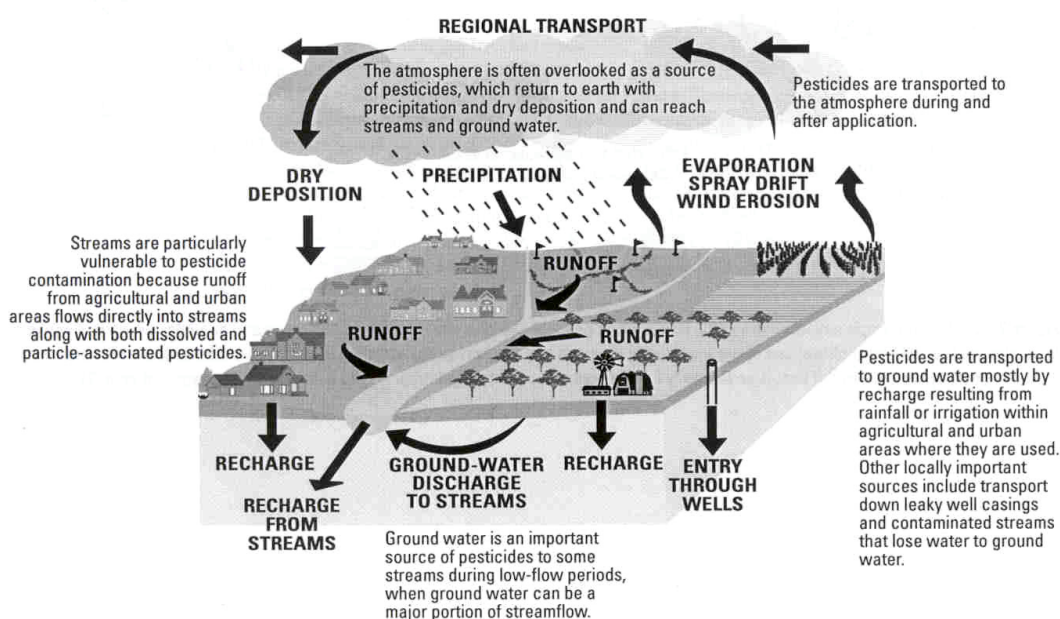 REGIONAL TRANSPORT
The atmosphere is often overlooked as a source
of pesticides, which return to earth with
precipitation and dry deposition and can reach
streams and ground water.
Pesticides are transported to
the atmosphere during and
after application.
DRY
DEPOSITION
PRECIPITATION
EVAPORATION
SPRAY DRIFT
WIND EROSION
Streams are particularly
vulnerable to pesticide
contamination because runoff
from agricultural and urban
areas flows directly into streams
along with both dissolved and
particle-associated pesticides.
RUNOFF
RUNOFF
RUNOFF
Pesticides are transported
to ground water mostly by
recharge resulting from
rainfall or irrigation within
agricultural and urban
areas where they are used.
Other locally important
sources include transport
down leaky well casings
and contaminated streams
that lose water to ground
water.
RECHARGE
RECHARGE
FROM
STREAMS
GROUND-WATER
DISCHARGE
TO STREAMS
RECHARGE
ENTRY
THROUGH
WELLS
Ground water is an important
source of pesticides to some
streams during low-flow periods,
when ground water can be a
major portion of streamflow.